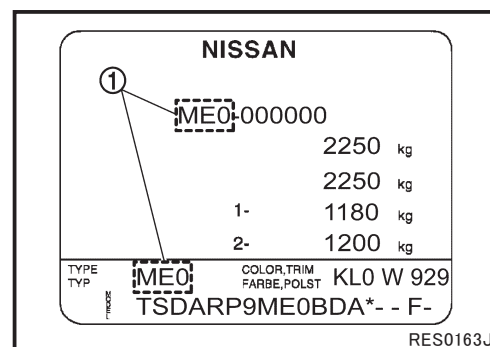 NISSAN
①
ME0-000000
2250 kg
2250 kg
1- 1180 kg
2- 1200 kg
TYPE ME0 COLOR,TRIM KL0 W 929
TYP FARBE,POLST
MODEL TSDARP9ME0BDA*- - F-
RES0163J